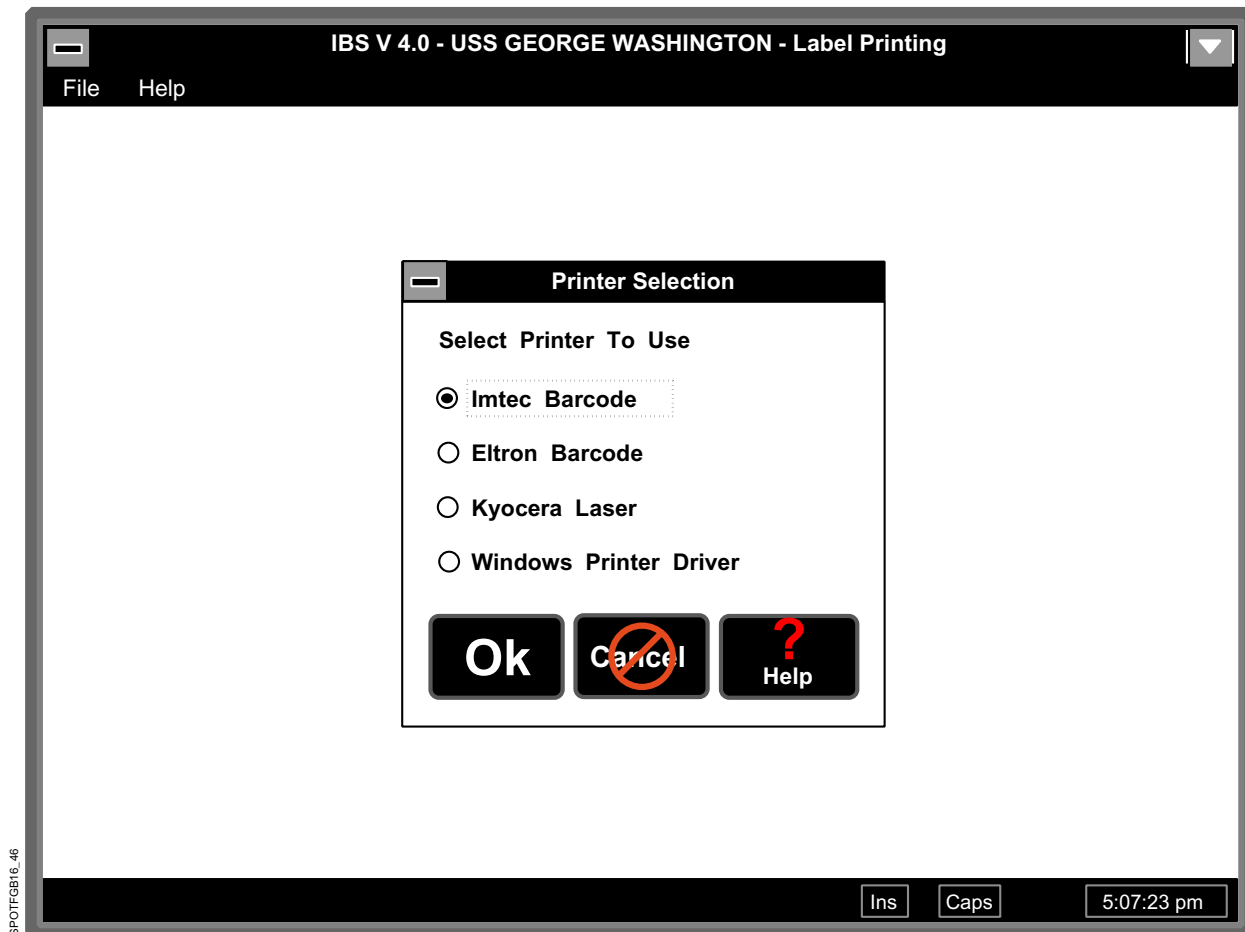 IBS V 4.0 - USS GEORGE WASHINGTON - Label Printing
File Help
Printer Selection
Select Printer To Use
Imtec Barcode
Eltron Barcode
Kyocera Laser
Windows Printer Driver
Ok Cancel ? Help
Ins Caps 5:07:23 pm
SPOTFGB16_46